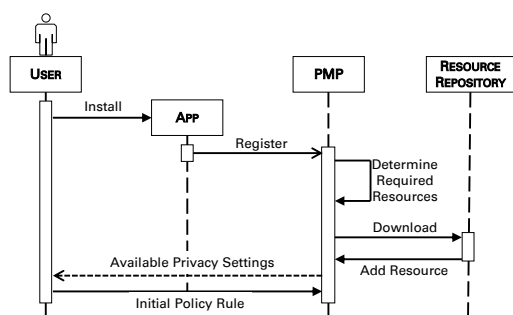 USER
PMP
RESOURCE
REPOSITORY
Install
APP
Register
Determine
Required
Resources
Download
Available Privacy Settings
Add Resource
Initial Policy Rule